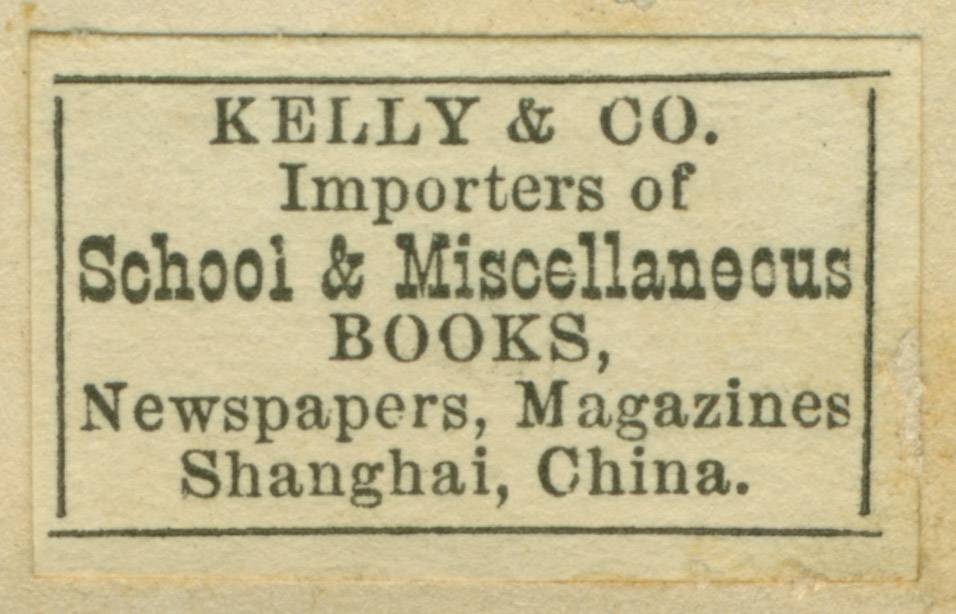 KELLY & CO.
Importers of
School & Miscellaneous
BOOKS,
Newspapers, Magazines
Shanghai, China.